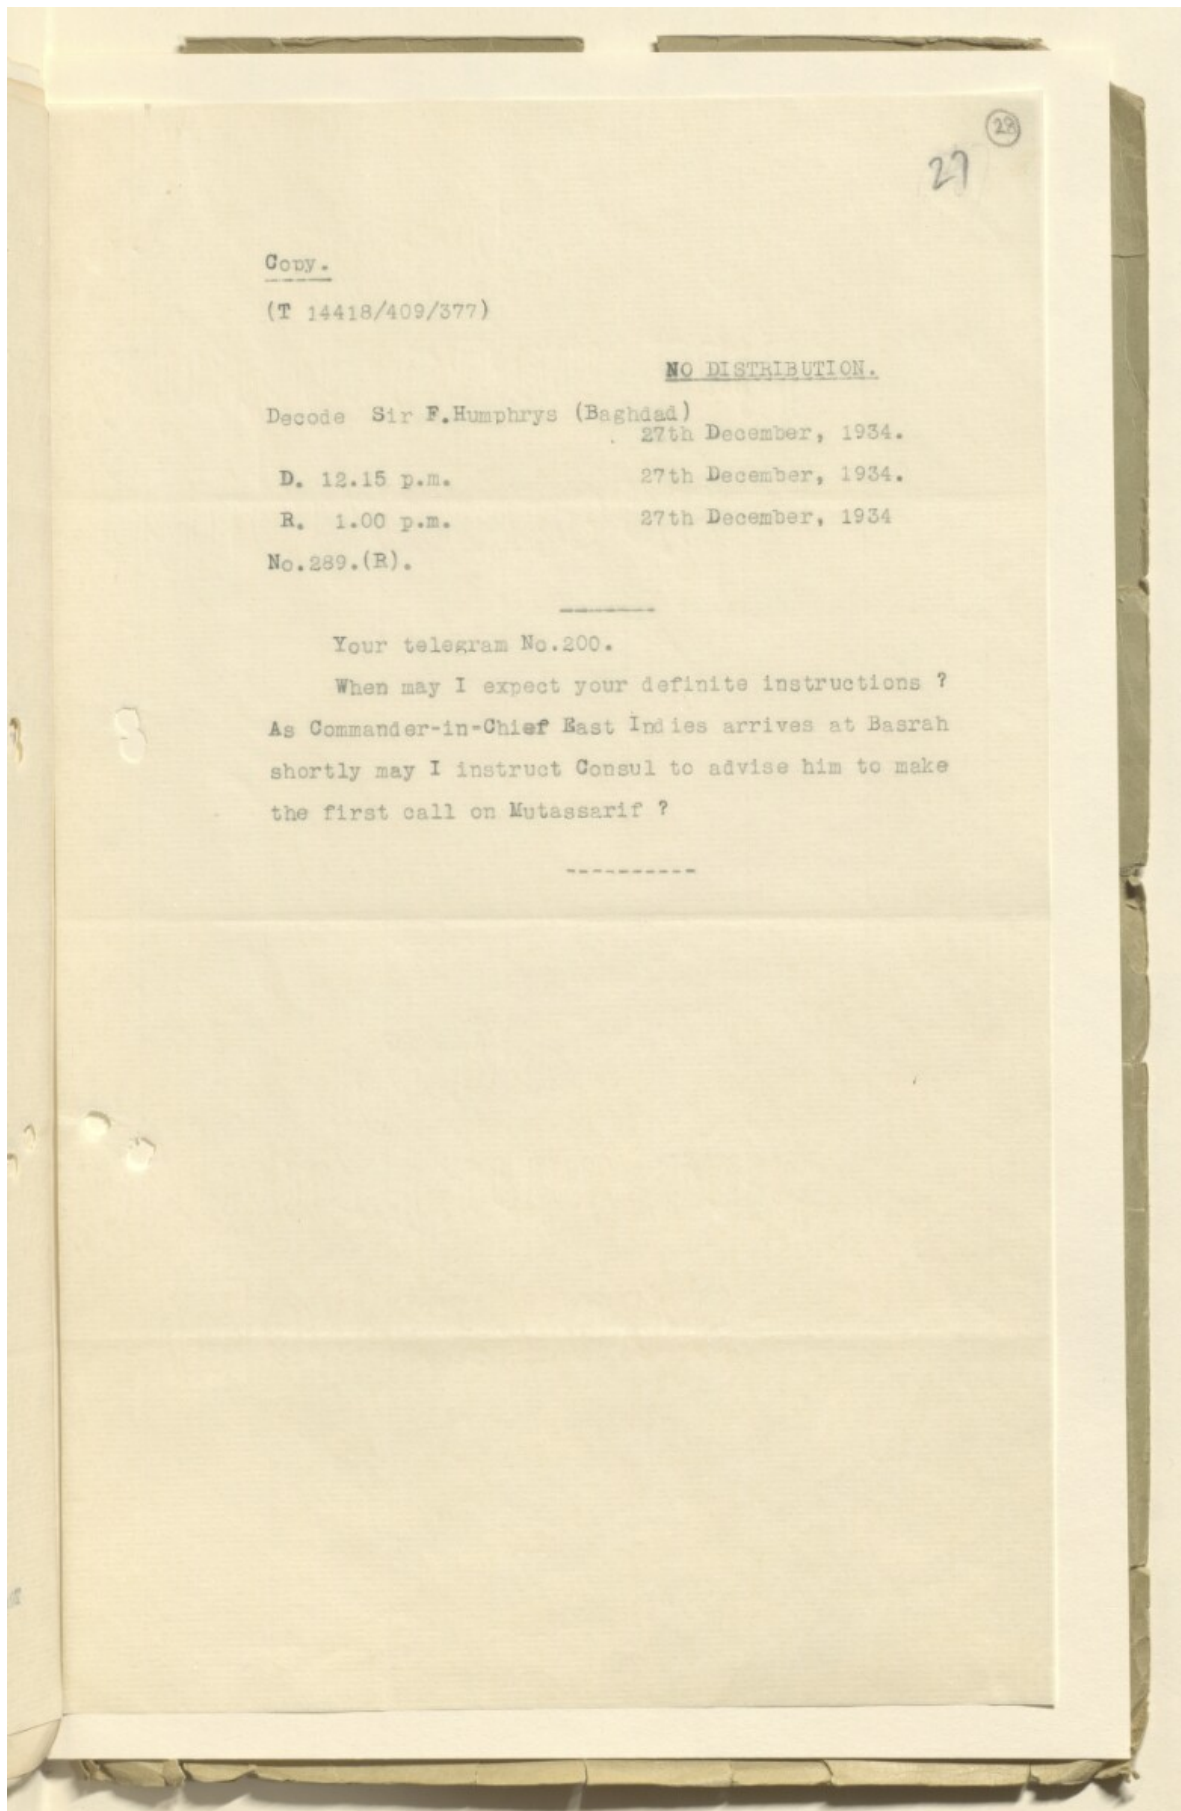 28
27
Copy.
(T 14418/409/377)
NO DISTRIBUTION.
Decode Sir F.Humphrys (Baghdad)
27th December, 1934.
D. 12.15 p.m. 27th December, 1934.
R. 1.00 p.m. 27th December, 1934
No.289.(R).
Your telegram No.200.
When may I expect your definite instructions ?
As Commander-in-Chief East Indies arrives at Basrah
shortly may I instruct Consul to advise him to make
the first call on Mutassarif ?